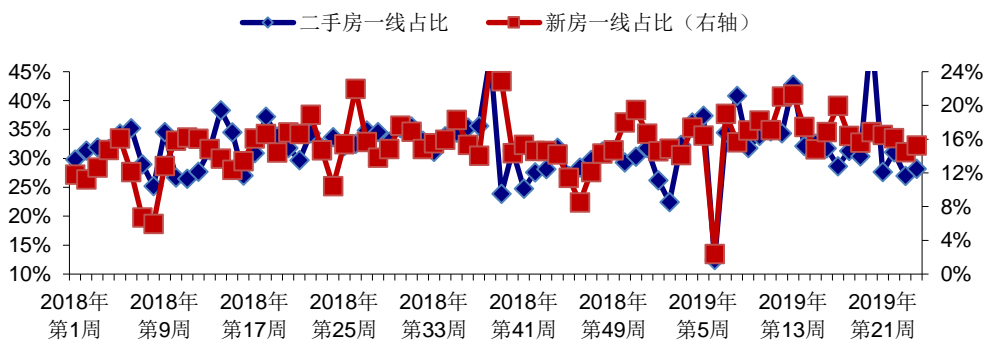 二手房一线占比 新房一线占比（右轴）
45% 24%
40% 20%
35% 16%
30% 12%
25% 8%
20% 4%
15% 0%
10%
2018年 2018年 2018年 2018年 2018年 2018年 2018年 2019年 2019年 2019年
第1周 第9周 第17周 第25周 第33周 第41周 第49周 第5周 第13周 第21周